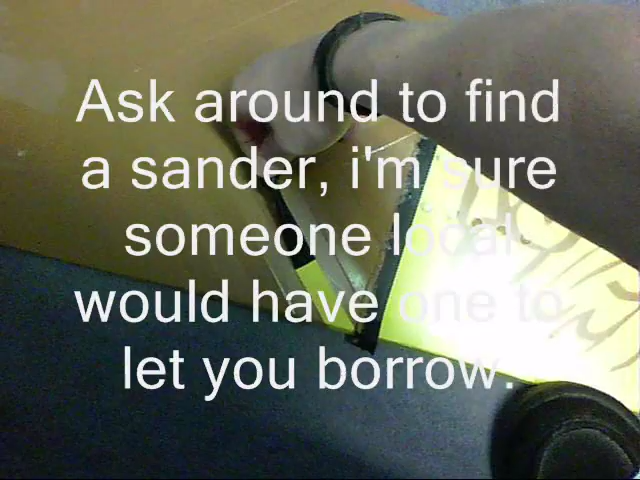 Ask around to find
a sander, i'm sure
someone local
would have one to
let you borrow.